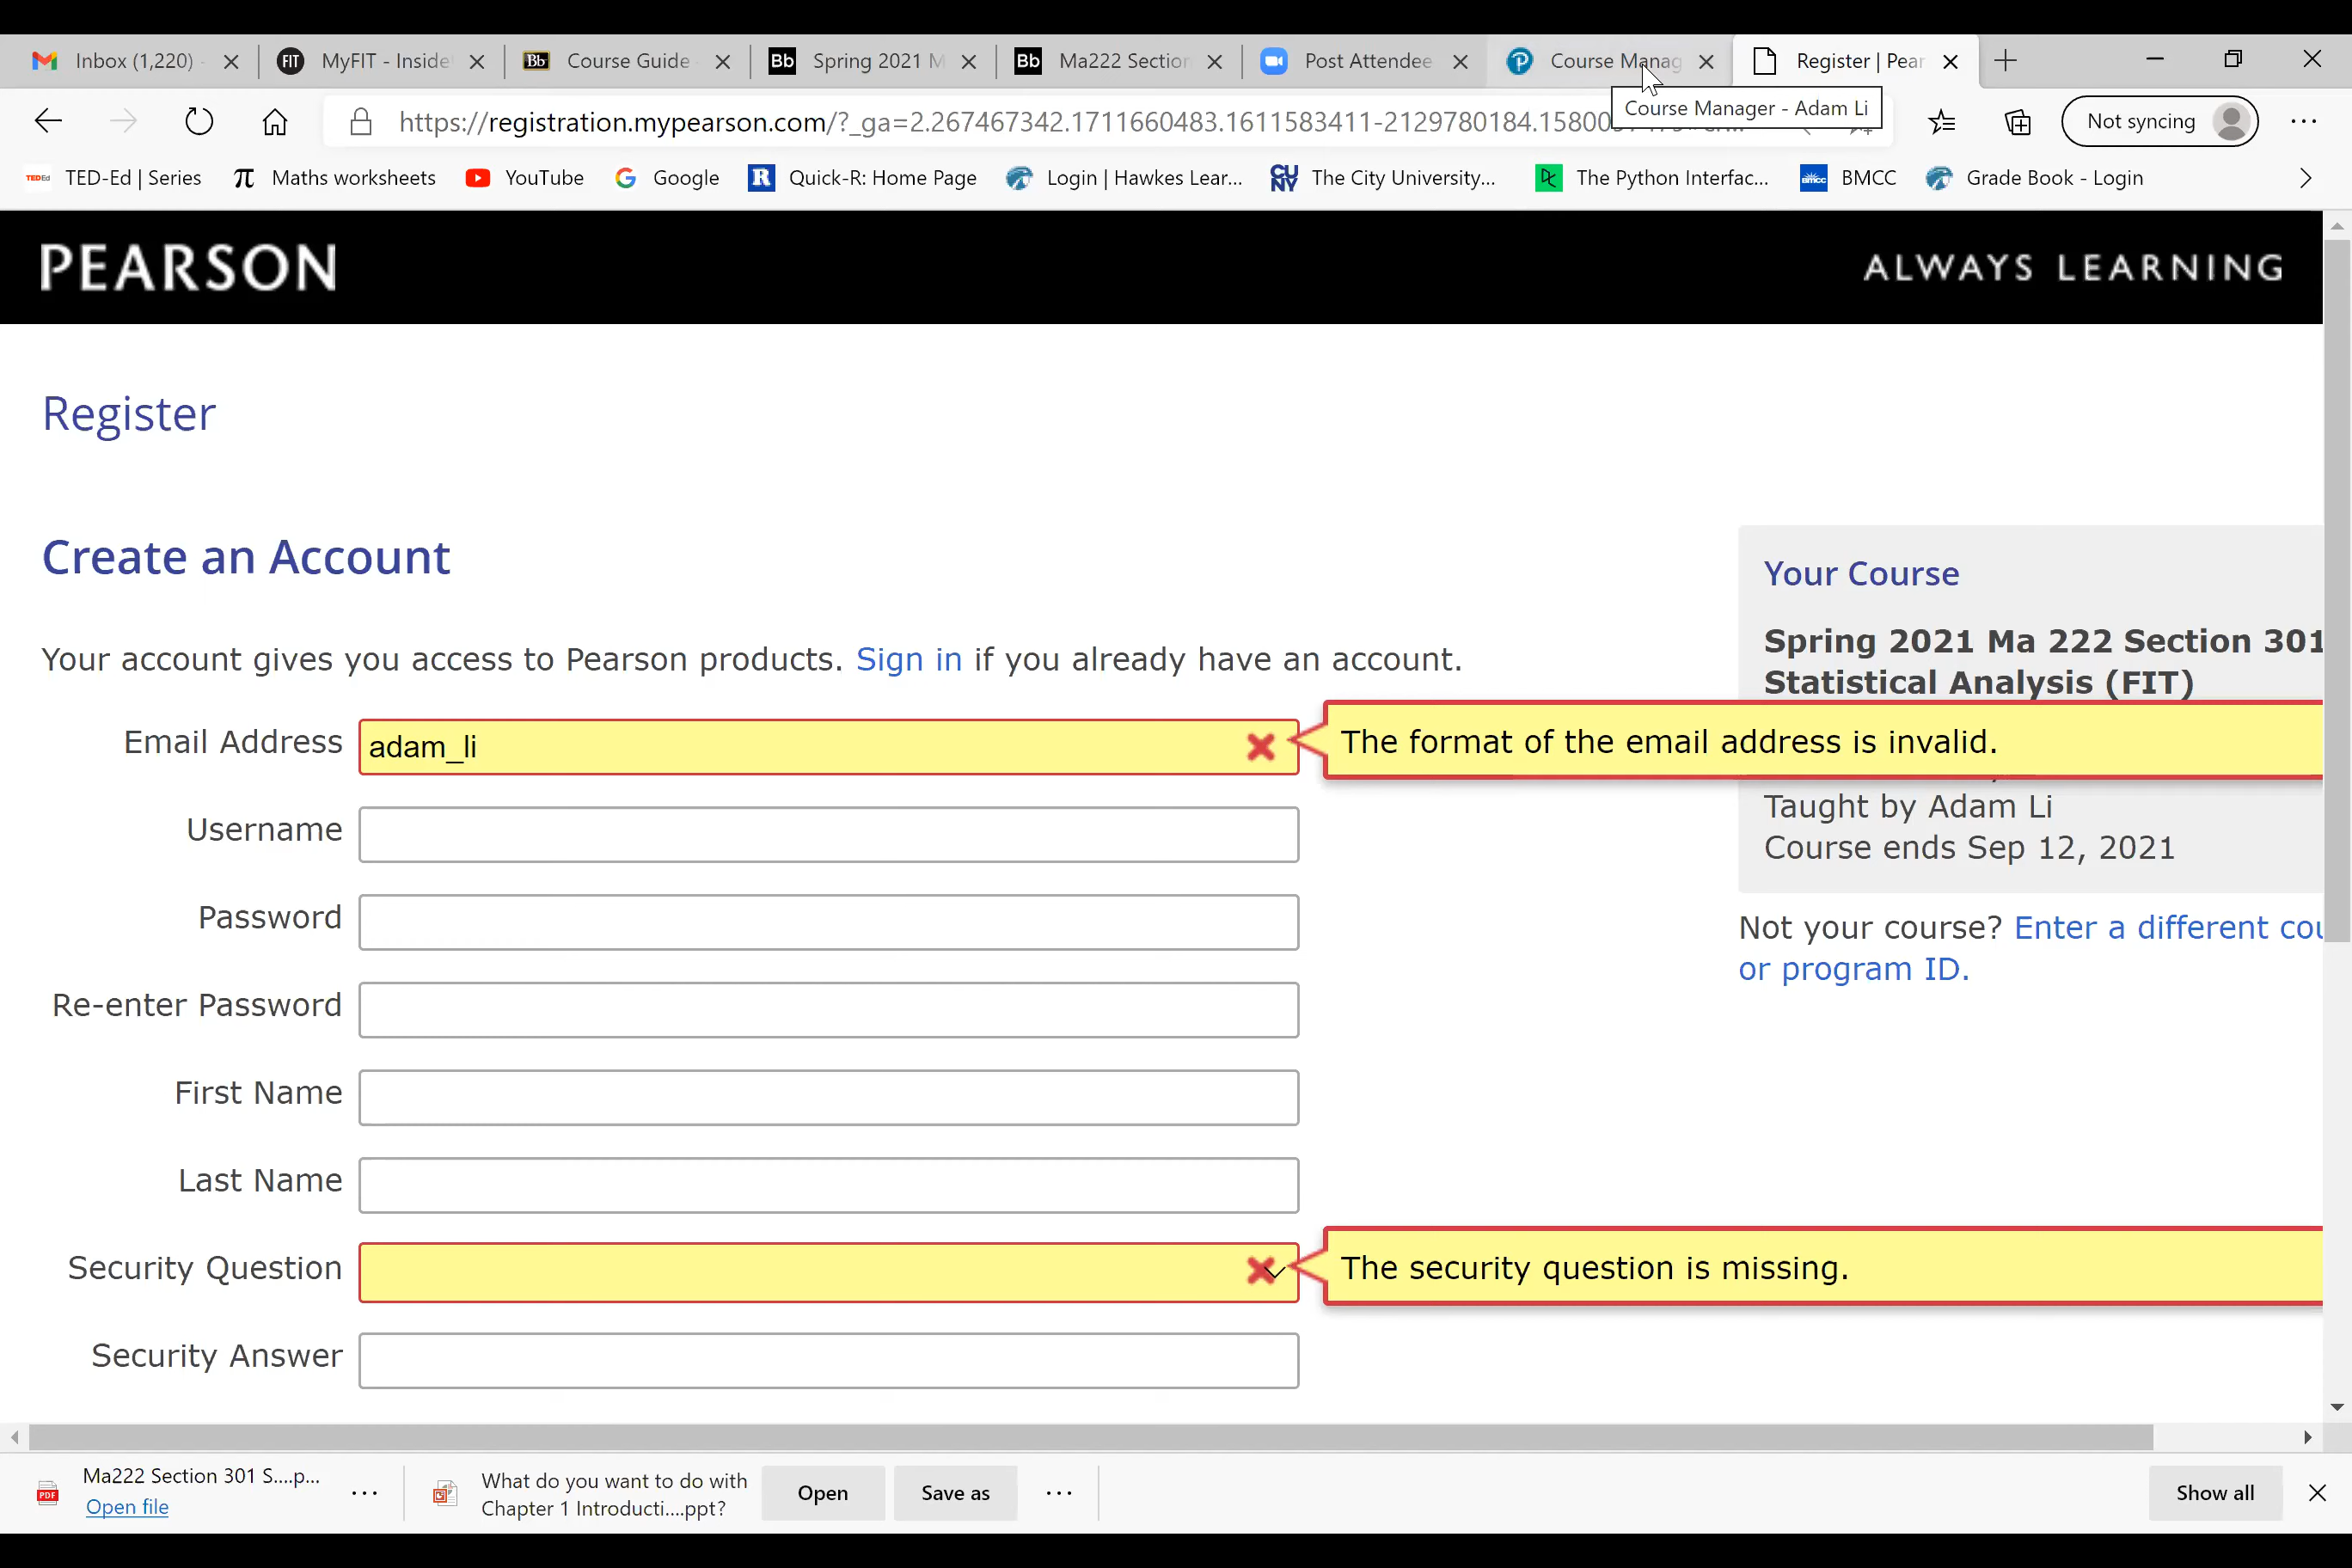 Inbox (1,220)
MyFIT - Inside
Course Guide
Spring 2021 M
Ma222 Section
Post Attendee
Course Manag
Register | Pear
https://registration.mypearson.com/?_ga=2.267467342.1711660483.1611583411-2129780184.15800
Course Manager - Adam Li
Not syncing
TED-Ed | Series
Maths worksheets
YouTube
Google
Quick-R: Home Page
Login | Hawkes Lear...
The City University...
The Python Interfac...
BMCC
Grade Book - Login
PEARSON
ALWAYS LEARNING
Register
Create an Account
Your account gives you access to Pearson products. Sign in if you already have an account.
Email Address
adam_li
The format of the email address is invalid.
Username
Password
Re-enter Password
First Name
Last Name
Security Question
The security question is missing.
Security Answer
Your Course
Spring 2021 Ma 222 Section 301
Statistical Analysis (FIT)
Taught by Adam Li
Course ends Sep 12, 2021
Not your course? Enter a different cou
or program ID.
Ma222 Section 301 S....p...
Open file
What do you want to do with
Chapter 1 Introducti....ppt?
Open
Save as
Show all